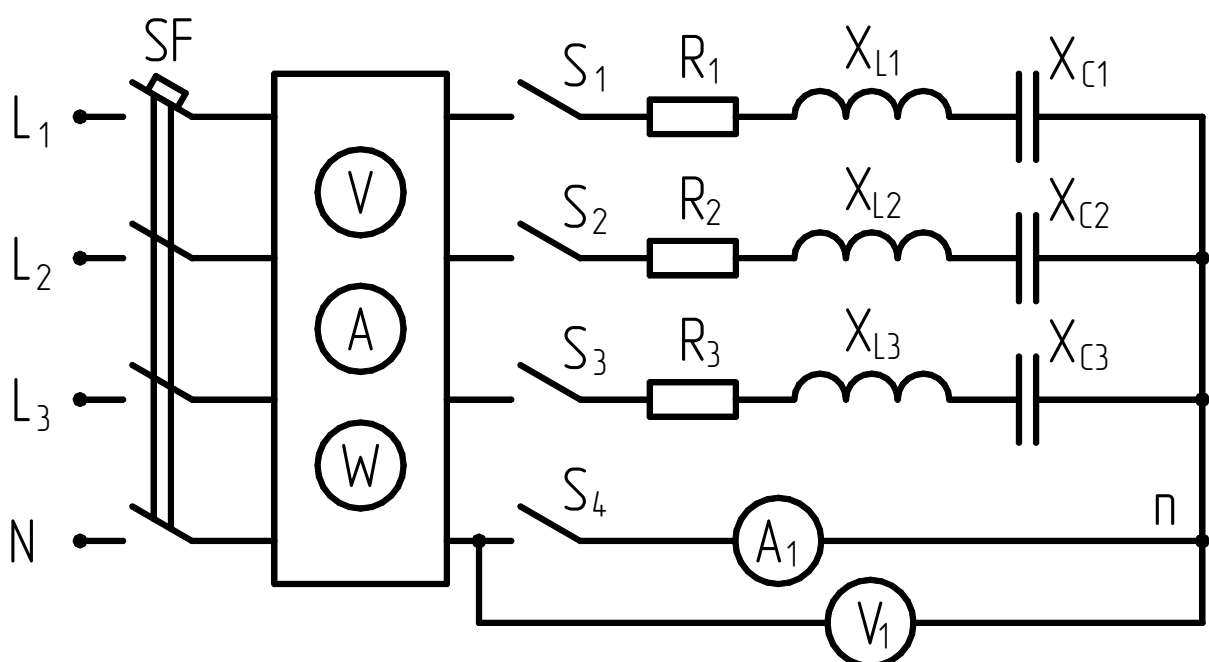 SF
L1
S1 R1 XL1 XC1
V
L2
S2 R2 XL2 XC2
A
L3
S3 R3 XL3 XC3
W
N
S4 A1 n
V1